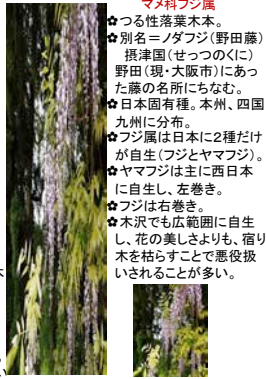 マメ科フジ属
✿つる性落葉木本。
✿別名＝ノダフジ（野田藤）
摂津国（せっつのくに）
野田（現・大阪市）にあっ
た藤の名所にちなむ。
✿日本固有種。本州、四国
九州に分布。
✿フジ属は日本に２種だけ
が自生（フジとヤマフジ）。
✿ヤマフジは主に西日本
に自生し、左巻き。
✿フジは右巻き。
✿木沢でも広範囲に自生
し、花の美しさよりも、宿り
木を枯らすことで悪役扱
いされることが多い。